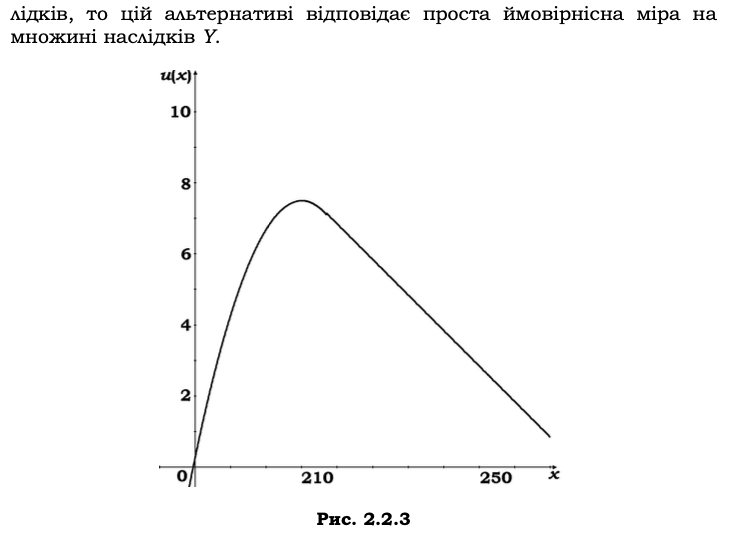 лідків, то цій альтернативі відповідає проста ймовірнісна міра на
множині наслідків Y.
u(x)
10
8
6
4
2
0
210
250
x
Рис. 2.2.3